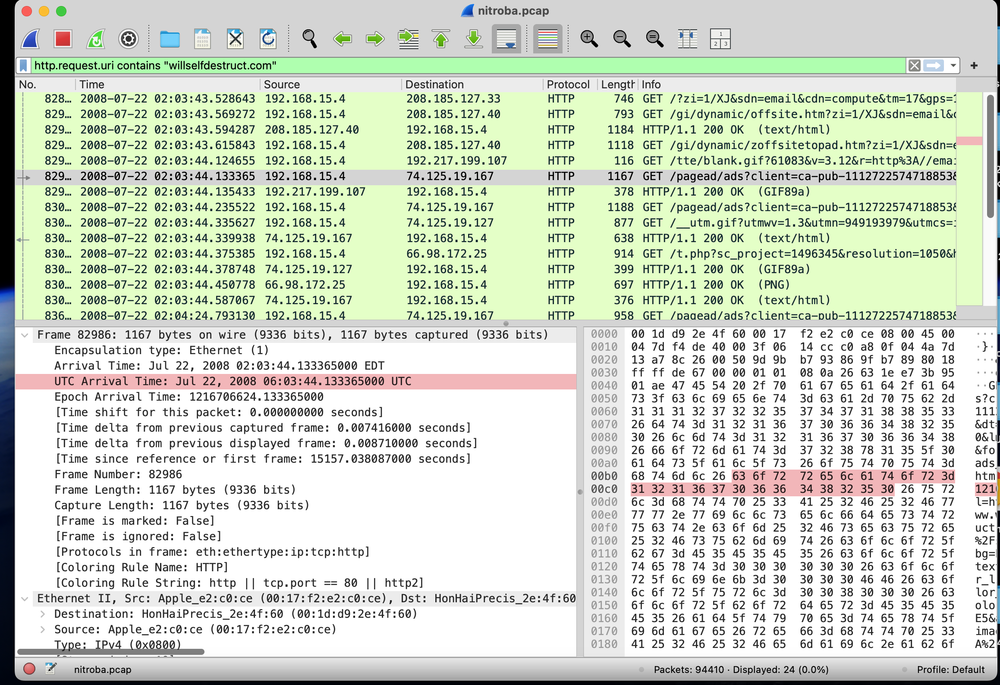 nitroba.pcap
http.request.uri contains "willselfdestruct.com"
No. Time Source Destination Protocol Length Info
828… 2008-07-22 02:03:43.528643 192.168.15.4 208.185.127.33 HTTP 746 GET /?zi=1/XJ&sdn=email&cdn=compute&tm=17&gps=1
829… 2008-07-22 02:03:43.569272 192.168.15.4 208.185.127.40 HTTP 793 GET /gi/dynamic/offsite.htm?zi=1/XJ&sdn=email&c
829… 2008-07-22 02:03:43.594287 208.185.127.40 192.168.15.4 HTTP 1184 HTTP/1.1 200 OK (text/html)
829… 2008-07-22 02:03:43.615843 192.168.15.4 208.185.127.40 HTTP 1118 GET /gi/dynamic/zoffsitetopad.htm?zi=1/XJ&sdn=e
829… 2008-07-22 02:03:44.124655 192.168.15.4 192.217.199.107 HTTP 116 GET /tte/blank.gif?61083&v=3.12&r=http%3A//emai
829… 2008-07-22 02:03:44.133365 192.168.15.4 74.125.19.167 HTTP 1167 GET /pagead/ads?client=ca-pub-1112722574718853&
829… 2008-07-22 02:03:44.135433 192.217.199.107 192.168.15.4 HTTP 378 HTTP/1.1 200 OK (GIF89a)
830… 2008-07-22 02:03:44.235522 192.168.15.4 74.125.19.167 HTTP 1188 GET /pagead/ads?client=ca-pub-1112722574718853&
830… 2008-07-22 02:03:44.335627 192.168.15.4 74.125.19.127 HTTP 877 GET /__utm.gif?utmwv=1.3&utmn=949193979&utmcs=i
830… 2008-07-22 02:03:44.339938 74.125.19.167 192.168.15.4 HTTP 638 HTTP/1.1 200 OK (text/html)
830… 2008-07-22 02:03:44.375385 192.168.15.4 66.98.172.25 HTTP 914 GET /t.php?sc_project=1496345&resolution=1050&h
830… 2008-07-22 02:03:44.378748 74.125.19.127 192.168.15.4 HTTP 399 HTTP/1.1 200 OK (GIF89a)
830… 2008-07-22 02:03:44.450778 66.98.172.25 192.168.15.4 HTTP 697 HTTP/1.1 200 OK (PNG)
830… 2008-07-22 02:03:44.587067 74.125.19.167 192.168.15.4 HTTP 376 HTTP/1.1 200 OK (text/html)
836… 2008-07-22 02:04:24.793130 192.168.15.4 74.125.19.167 HTTP 958 GET /pagead/ads?client=ca-pub-1112722574718853&
Frame 82986: 1167 bytes on wire (9336 bits), 1167 bytes captured (9336 bits)
Encapsulation type: Ethernet (1)
Arrival Time: Jul 22, 2008 02:03:44.133365000 EDT
UTC Arrival Time: Jul 22, 2008 06:03:44.133365000 UTC
Epoch Arrival Time: 1216706624.133365000
[Time shift for this packet: 0.000000000 seconds]
[Time delta from previous captured frame: 0.007416000 seconds]
[Time delta from previous displayed frame: 0.008710000 seconds]
[Time since reference or first frame: 15157.038087000 seconds]
Frame Number: 82986
Frame Length: 1167 bytes (9336 bits)
Capture Length: 1167 bytes (9336 bits)
[Frame is marked: False]
[Frame is ignored: False]
[Protocols in frame: eth:ethertype:ip:tcp:http]
[Coloring Rule Name: HTTP]
[Coloring Rule String: http || tcp.port == 80 || http2]
Ethernet II, Src: Apple_e2:c0:ce (00:17:f2:e2:c0:ce), Dst: HonHaiPrecis_2e:4f:60
Destination: HonHaiPrecis_2e:4f:60 (00:1d:d9:2e:4f:60)
Source: Apple_e2:c0:ce (00:17:f2:e2:c0:ce)
Type: IPv4 (0x0800)
0000 00 1d d9 2e 4f 60 00 17 f2 e2 c0 ce 08 00 45 00 ···
0010 04 7d f4 de 40 00 3f 06 14 cc c0 a8 0f 04 4a 7d ·}·
0020 13 a7 8c 26 00 50 9d 9b b7 93 86 9f b7 89 80 18 ···
0030 ff ff de 67 00 00 01 01 08 0a 26 63 1e e7 3b 95 ···
0040 01 ae 47 45 54 20 2f 70 61 67 65 61 64 2f 61 64 ··G
0050 73 3f 63 6c 69 65 6e 74 3d 63 61 2d 70 75 62 2d s?c
0060 31 31 31 32 37 32 32 35 37 34 37 31 38 38 35 33 111
0070 26 64 74 3d 31 32 31 36 37 30 36 36 34 38 32 35 &dt
0080 30 26 6c 6d 74 3d 31 32 31 36 37 30 36 36 34 38 0&l
0090 26 66 6f 72 6d 61 74 3d 37 32 38 78 31 35 5f 30 &fo
00a0 61 64 73 5f 61 6c 5f 73 26 6f 75 74 70 75 74 3d ads
00b0 68 74 6d 6c 26 63 6f 72 72 65 6c 61 74 6f 72 3d htm
00c0 31 32 31 36 37 30 36 36 34 38 32 35 30 26 75 72 121
00d0 6c 3d 68 74 74 70 25 33 41 25 32 46 25 32 46 77 l=h
00e0 77 77 2e 77 69 6c 6c 73 65 6c 66 64 65 73 74 72 ww.
00f0 75 63 74 2e 63 6f 6d 25 32 46 73 65 63 75 72 65 uct
0100 25 32 46 73 75 62 6d 69 74 26 63 6f 6c 6f 72 5f %2F
0110 62 67 3d 45 35 45 35 45 35 26 63 6f 6c 6f 72 5f bg=
0120 74 65 78 74 3d 30 30 30 30 30 30 26 63 6f 6c 6f tex
0130 72 5f 6c 69 6e 6b 3d 30 30 30 30 46 46 26 63 6f r_l
0140 6c 6f 72 5f 75 72 6c 3d 30 30 38 30 30 30 26 63 lor
0150 6f 6c 6f 72 5f 62 6f 72 64 65 72 3d 45 35 45 35 olo
0160 45 35 26 61 64 5f 74 79 70 65 3d 74 65 78 74 5f E5&
0170 69 6d 61 67 65 26 72 65 66 3d 68 74 74 70 25 33 ima
0180 41 25 32 46 25 32 46 65 6d 61 69 6c 2e 61 62 6f A%2
nitroba.pcap Packets: 94410 · Displayed: 24 (0.0%) Profile: Default